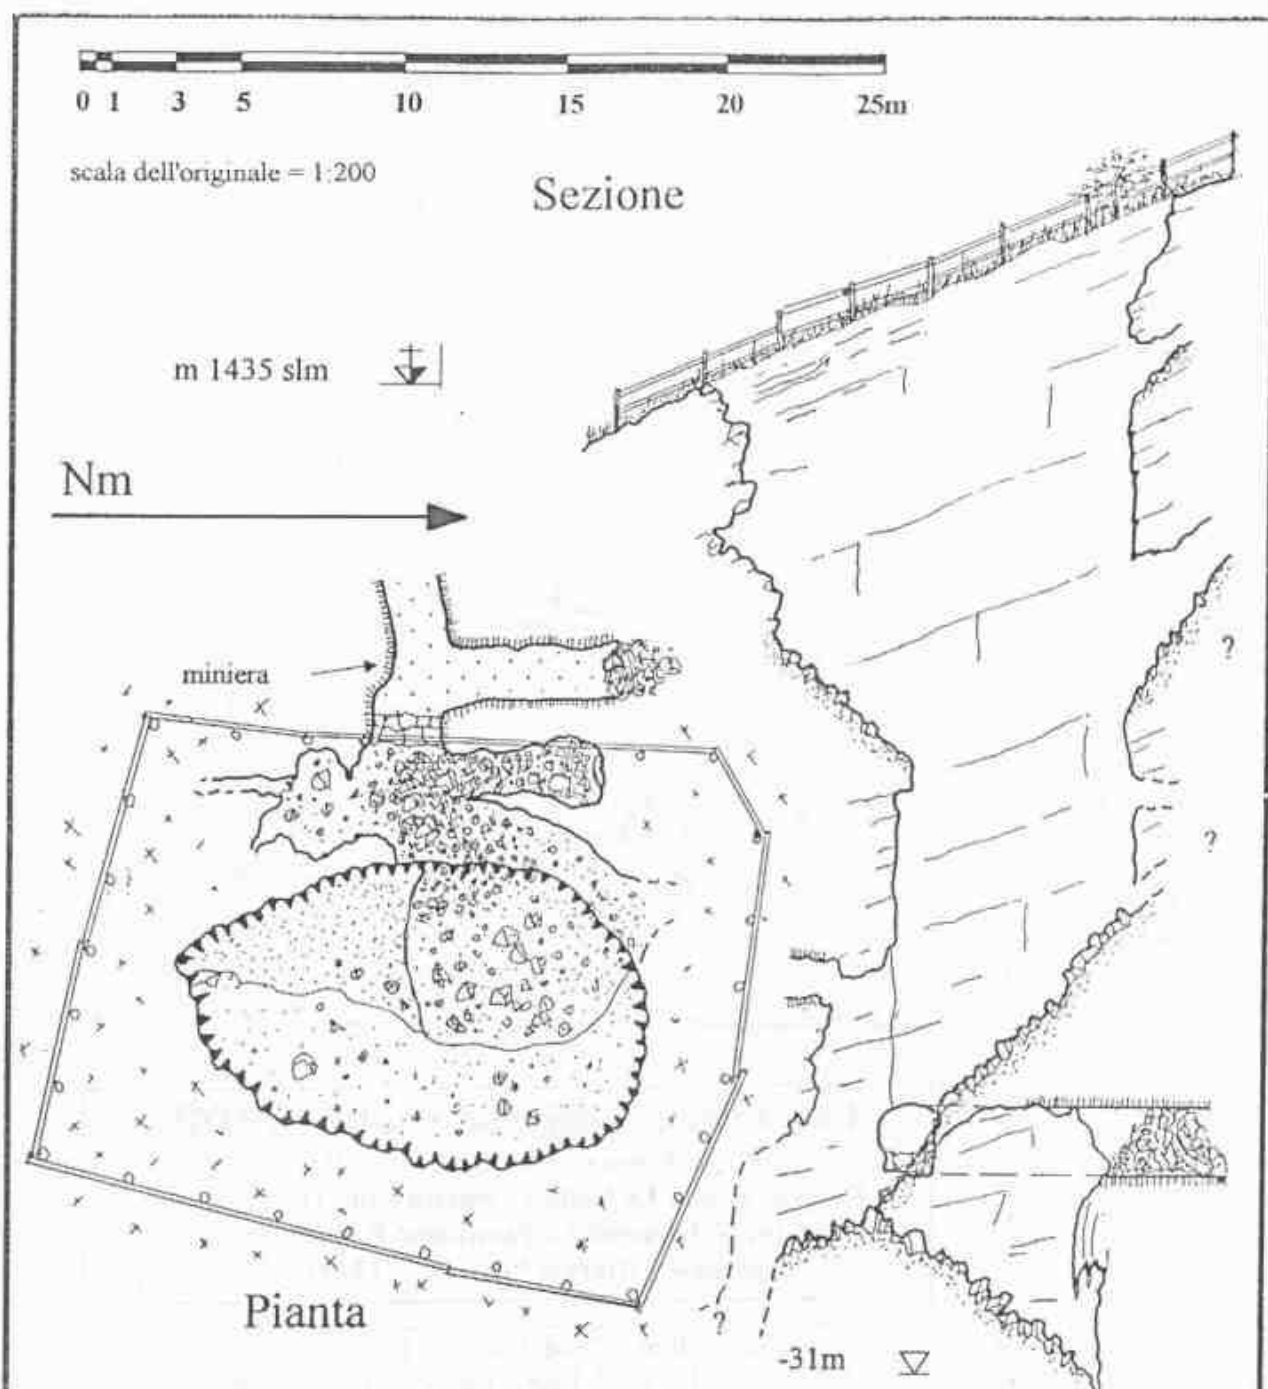 0 1 3 5 10 15 20 25m
scala dell'originale = 1:200
Sezione
m 1435 slm
Nm
miniera
?
?
Pianta
?
-31m